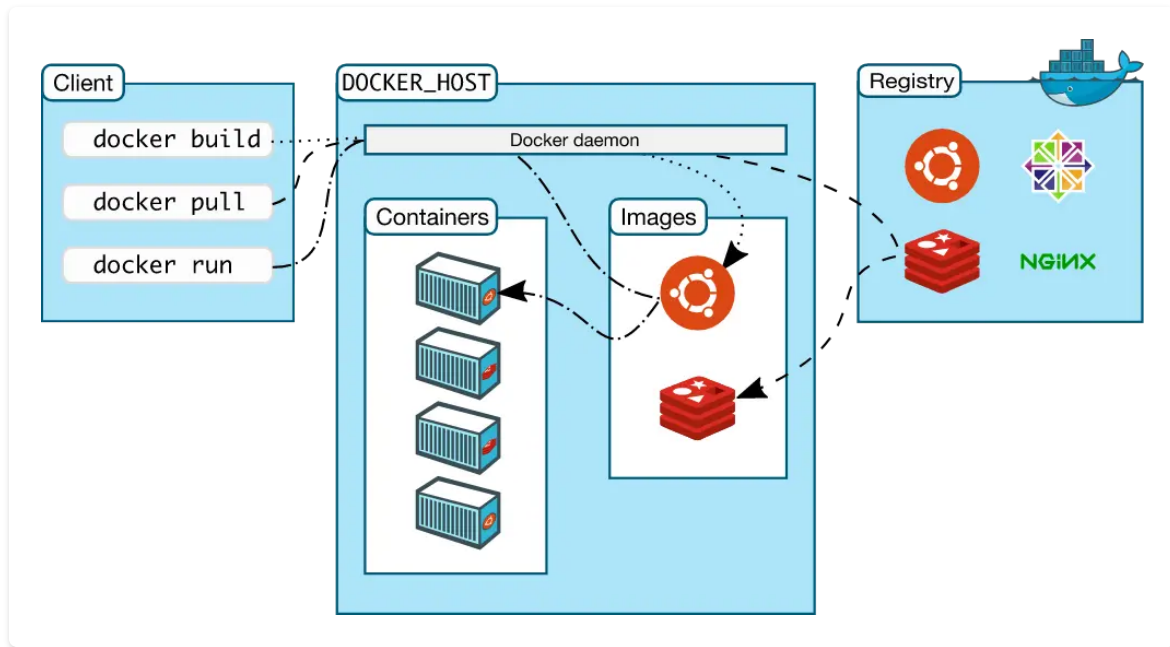 Client
docker build
docker pull
docker run
DOCKER_HOST
Docker daemon
Containers
Images
Registry
NGiNX